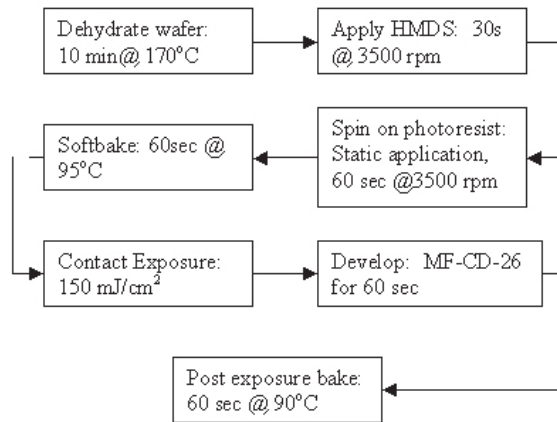 Dehydrate wafer:
10 min@ 170°C
Apply HMDS: 30s
@ 3500 rpm
Spin on photoresist:
Static application,
60 sec @3500 rpm
Softbake: 60sec @
95°C
Contact Exposure:
150 mJ/cm²
Develop: MF-CD-26
for 60 sec
Post exposure bake:
60 sec @ 90°C